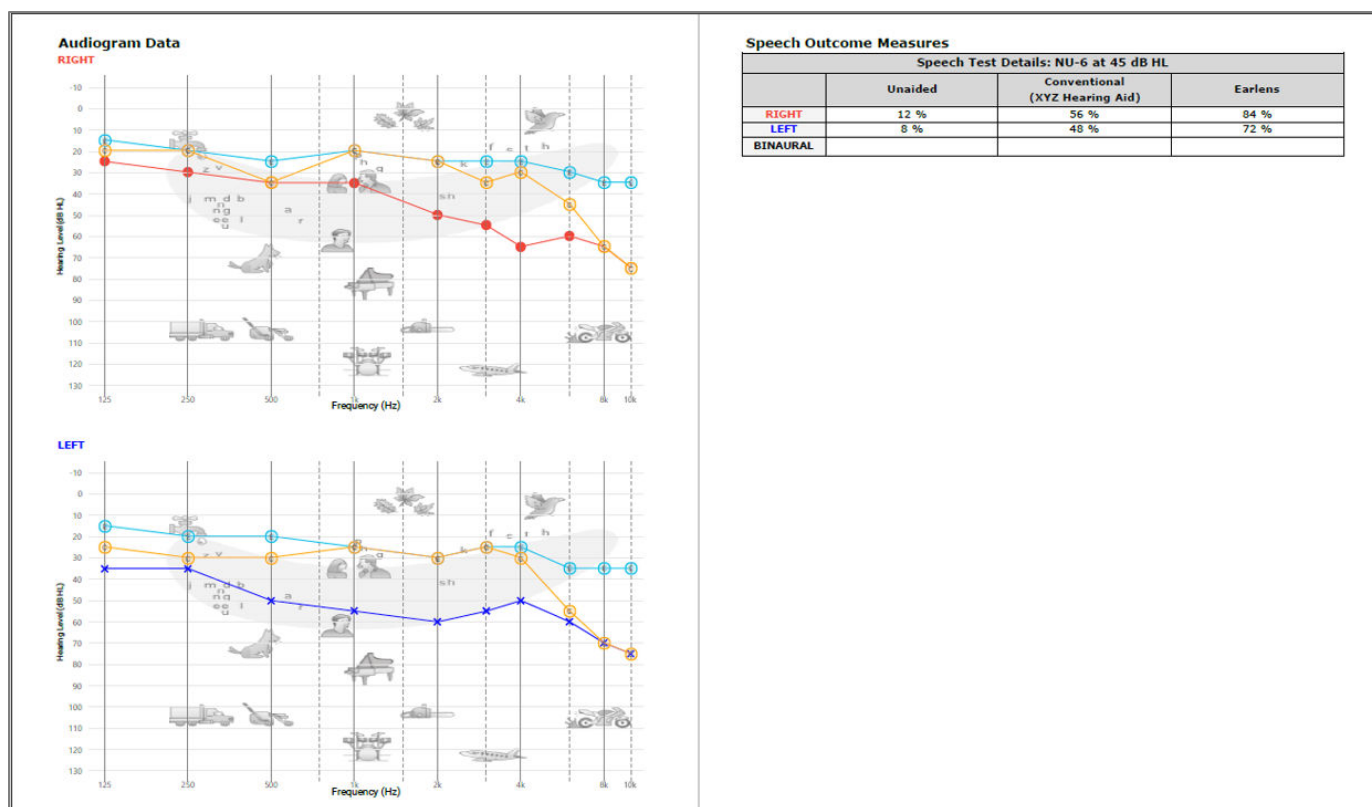 Audiogram Data
RIGHT
-10
0
10
20
30
40
50
60
70
80
90
100
110
120
130
Hearing Level (dB HL)
z v
j m d b
n
ng
e l
u
a
r
h
g
k
f s t h
sh
125 250 500 1k 2k 4k 8k 10k
Frequency (Hz)
LEFT
-10
0
10
20
30
40
50
60
70
80
90
100
110
120
130
Hearing Level (dB HL)
z v
j m d b
n
ng
e l
u
a
r
h
g
k
f s t h
sh
125 250 500 1k 2k 4k 8k 10k
Frequency (Hz)
Speech Outcome Measures
Speech Test Details: NU-6 at 45 dB HL
Unaided Conventional Earlens
(XYZ Hearing Aid)
RIGHT 12 % 56 % 84 %
LEFT 8 % 48 % 72 %
BINAURAL